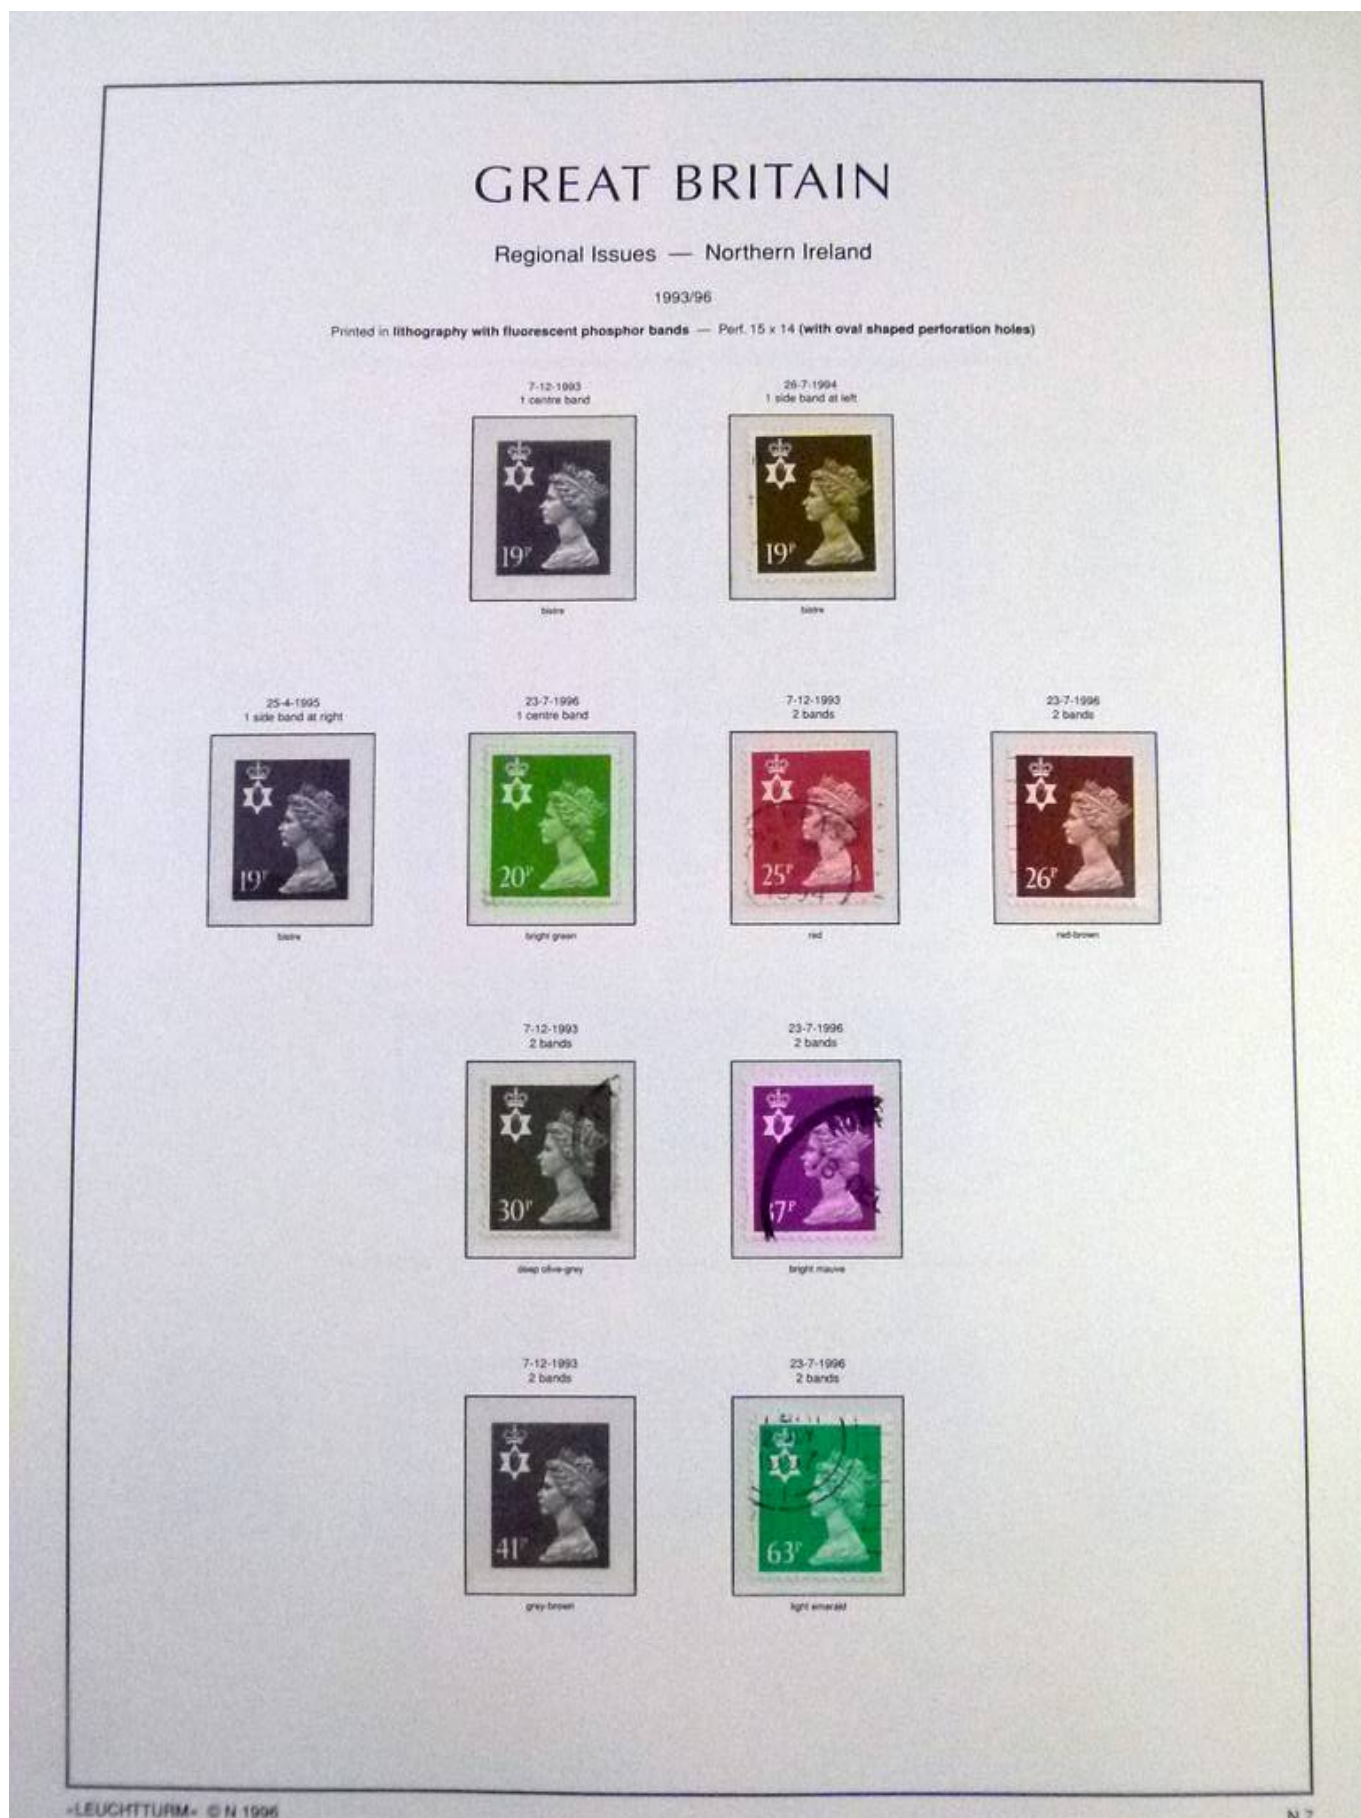 GREAT BRITAIN
Regional Issues — Northern Ireland
1993/96
Printed in lithography with fluorescent phosphor bands — Perf. 15 x 14 (with oval shaped perforation holes)
7-12-1993
1 centre band
19P
bistre
26-7-1994
1 side band at left
19P
bistre
25-4-1995
1 side band at right
19P
bistre
23-7-1996
1 centre band
20P
bright green
7-12-1993
2 bands
25P
red
23-7-1996
2 bands
26P
red-brown
7-12-1993
2 bands
30P
deep olive-grey
23-7-1996
2 bands
37P
bright mauve
7-12-1993
2 bands
41P
grey-brown
23-7-1996
2 bands
63P
light emerald
»LEUCHTTURM« © N 1996
N 7